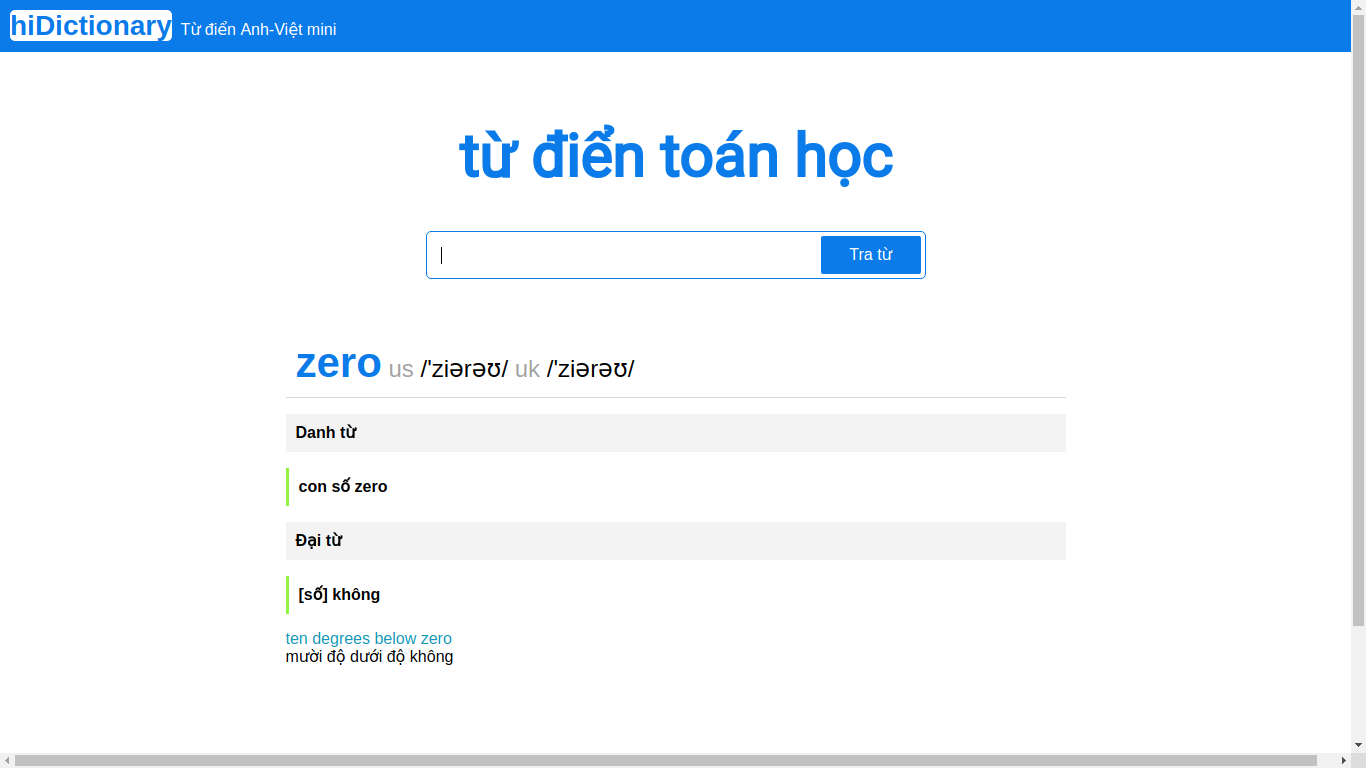 hiDictionary Từ điển Anh-Việt mini
từ điển toán học
Tra từ
zero us /'ziərəʊ/ uk /'ziərəʊ/
Danh từ
con số zero
Đại từ
[số] không
ten degrees below zero
mười độ dưới độ không